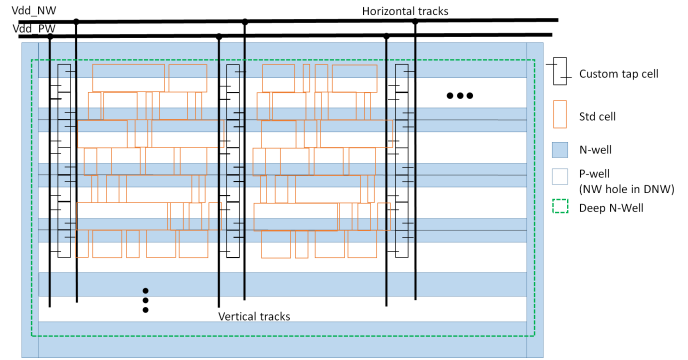 Vdd_NW
Horizontal tracks
Vdd_PW
Custom tap cell
Std cell
N-well
P-well
(NW hole in DNW)
Deep N-Well
Vertical tracks